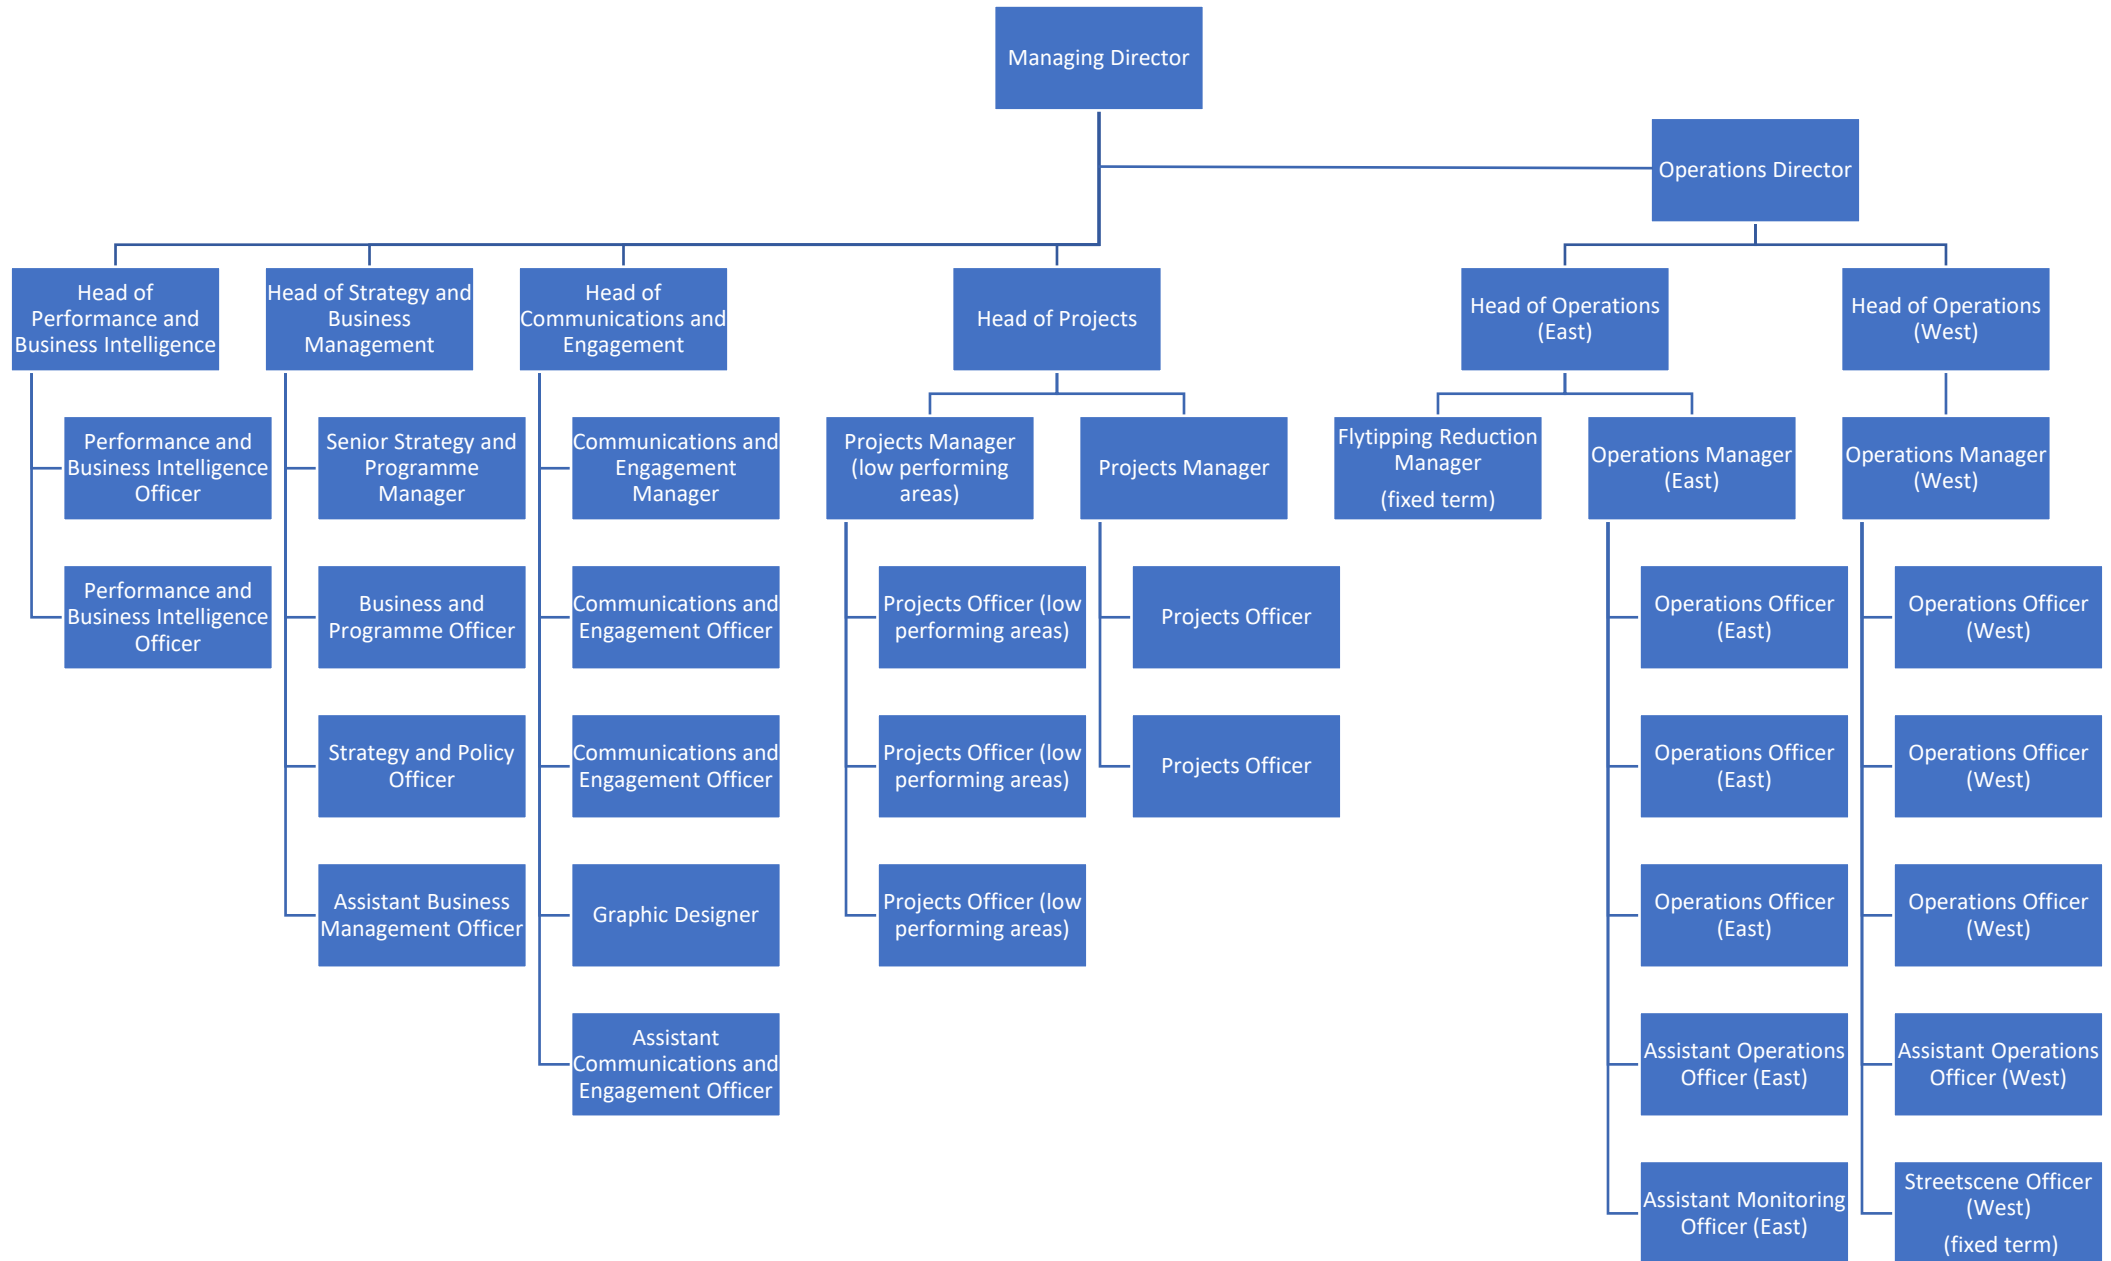 Managing Director
Operations Director
Head of
Performance and
Business Intelligence
Head of Strategy and
Business
Management
Head of
Communications and
Engagement
Head of Projects
Head of Operations
(East)
Head of Operations
(West)
Performance and
Business Intelligence
Officer
Senior Strategy and
Programme
Manager
Communications and
Engagement
Manager
Projects Manager
(low performing
areas)
Projects Manager
Flytipping Reduction
Manager
(fixed term)
Operations Manager
(East)
Operations Manager
(West)
Performance and
Business Intelligence
Officer
Business and
Programme Officer
Communications and
Engagement Officer
Projects Officer (low
performing areas)
Projects Officer
Operations Officer
(East)
Operations Officer
(West)
Strategy and Policy
Officer
Communications and
Engagement Officer
Projects Officer (low
performing areas)
Projects Officer
Operations Officer
(East)
Operations Officer
(West)
Assistant Business
Management Officer
Graphic Designer
Projects Officer (low
performing areas)
Operations Officer
(East)
Operations Officer
(West)
Assistant
Communications and
Engagement Officer
Assistant Operations
Officer (East)
Assistant Operations
Officer (West)
Assistant Monitoring
Officer (East)
Streetscene Officer
(West)
(fixed term)